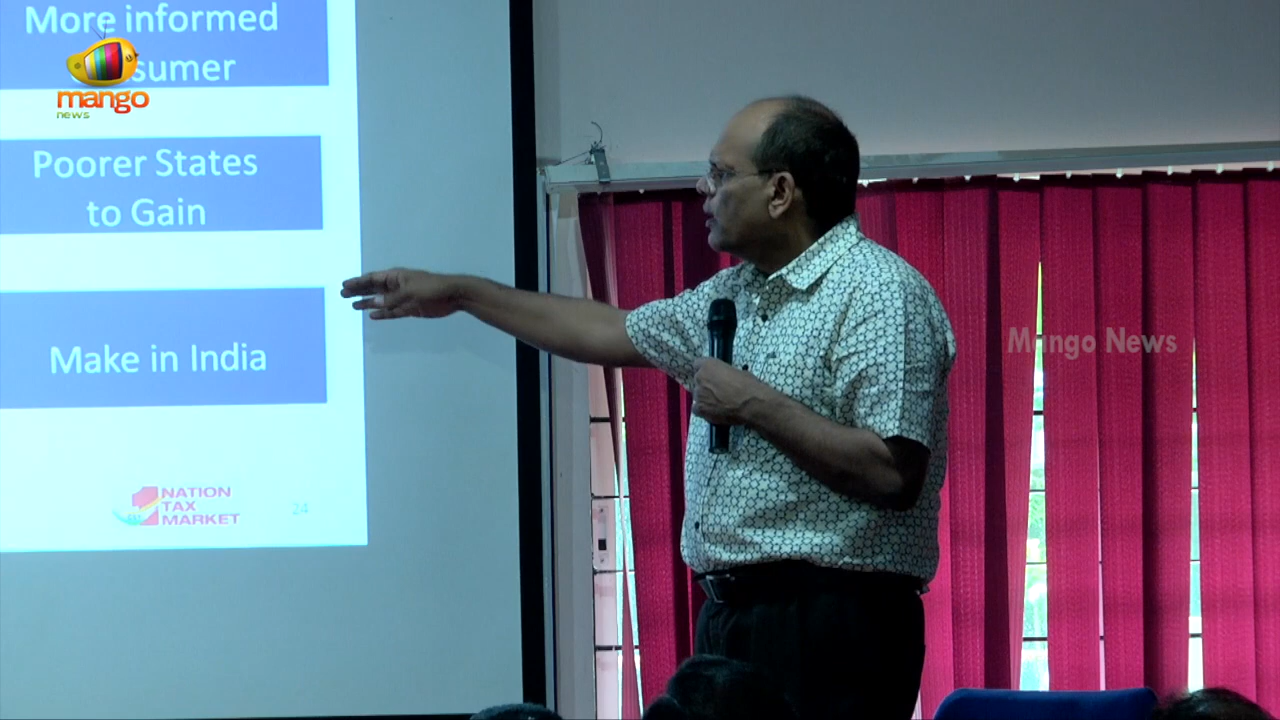 More informed
sumer
mango
news
Poorer States
to Gain
Make in India
Mango News
NATION
TAX
MARKET
24